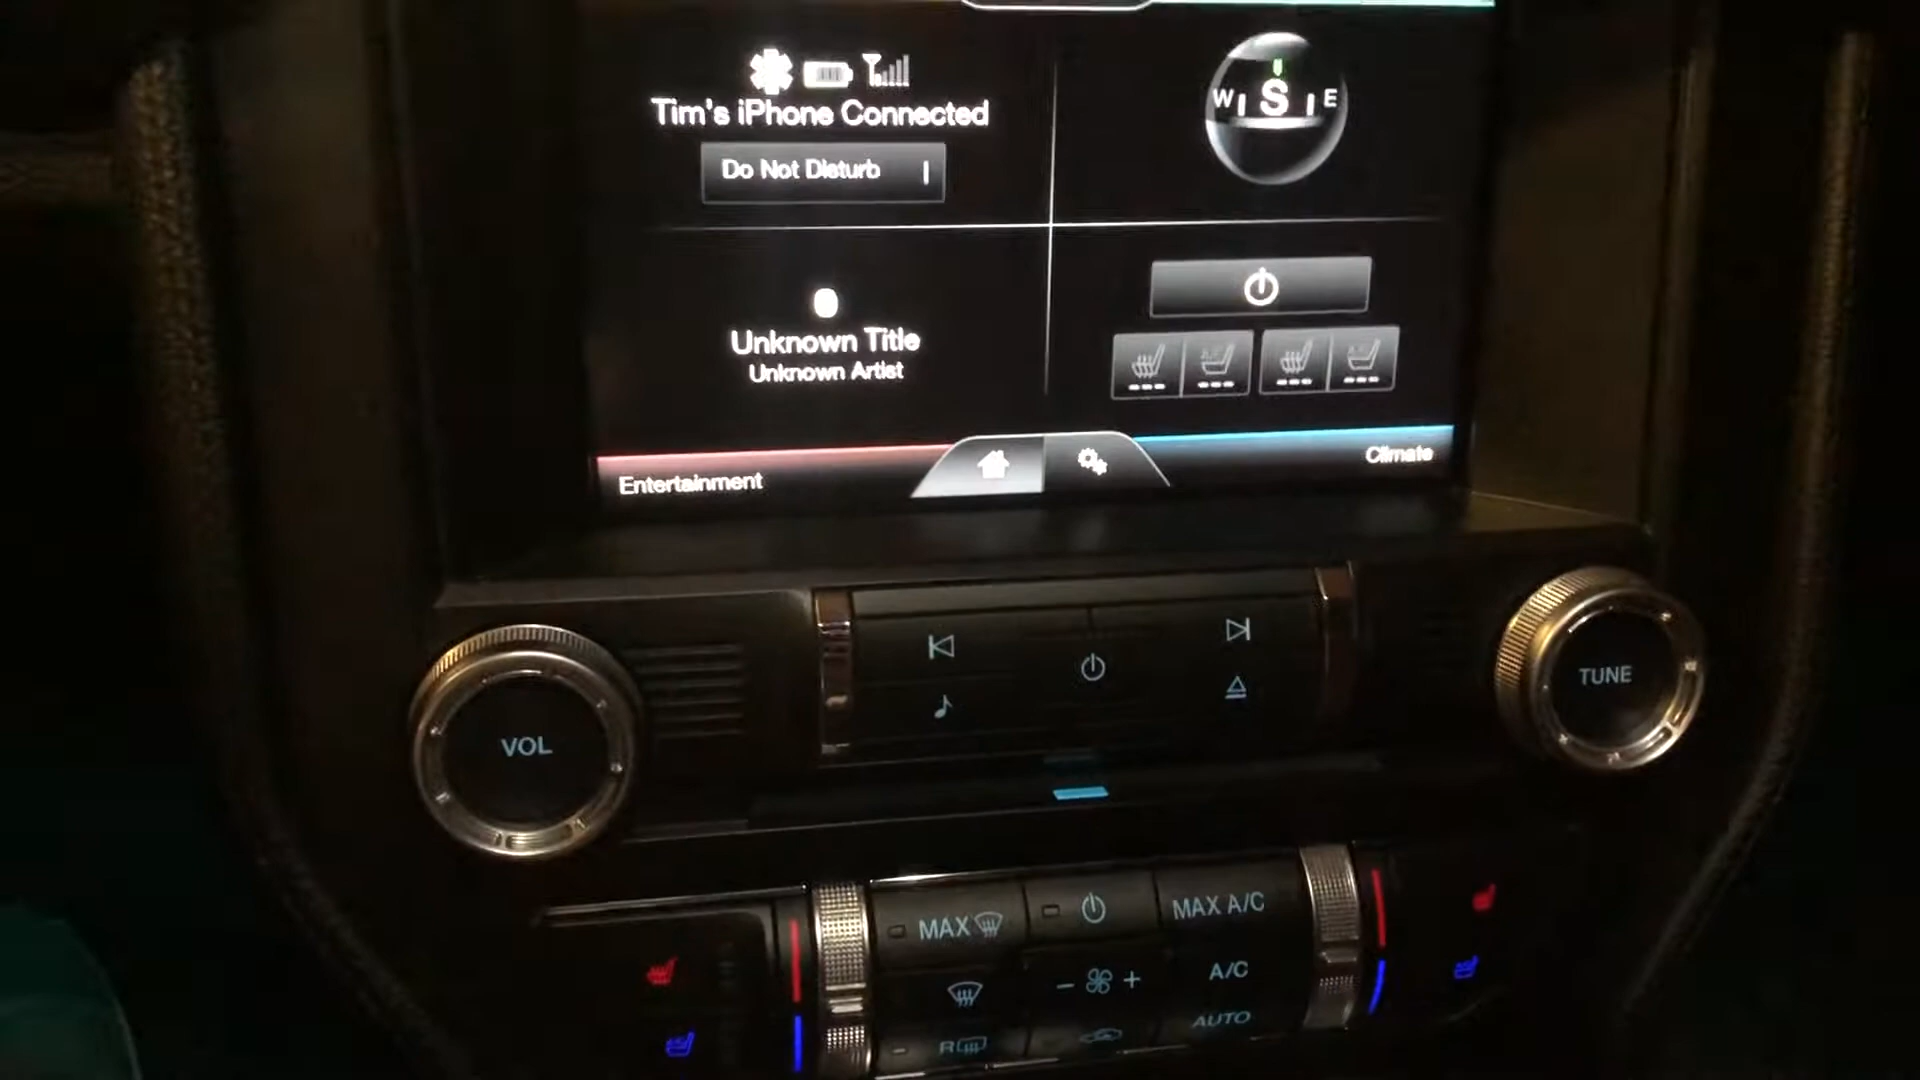 Tim's iPhone Connected
Do Not Disturb
W S E
Unknown Title
Unknown Artist
Entertainment
Climate
VOL
TUNE
MAX
MAX A/C
- +
A/C
R
AUTO